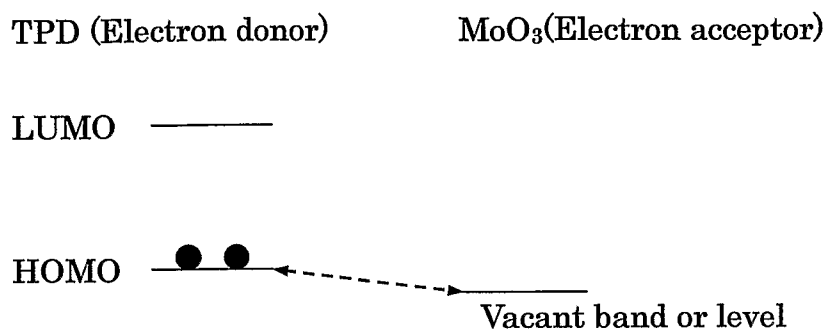 TPD (Electron donor)
MoO₃(Electron acceptor)
LUMO
HOMO
Vacant band or level